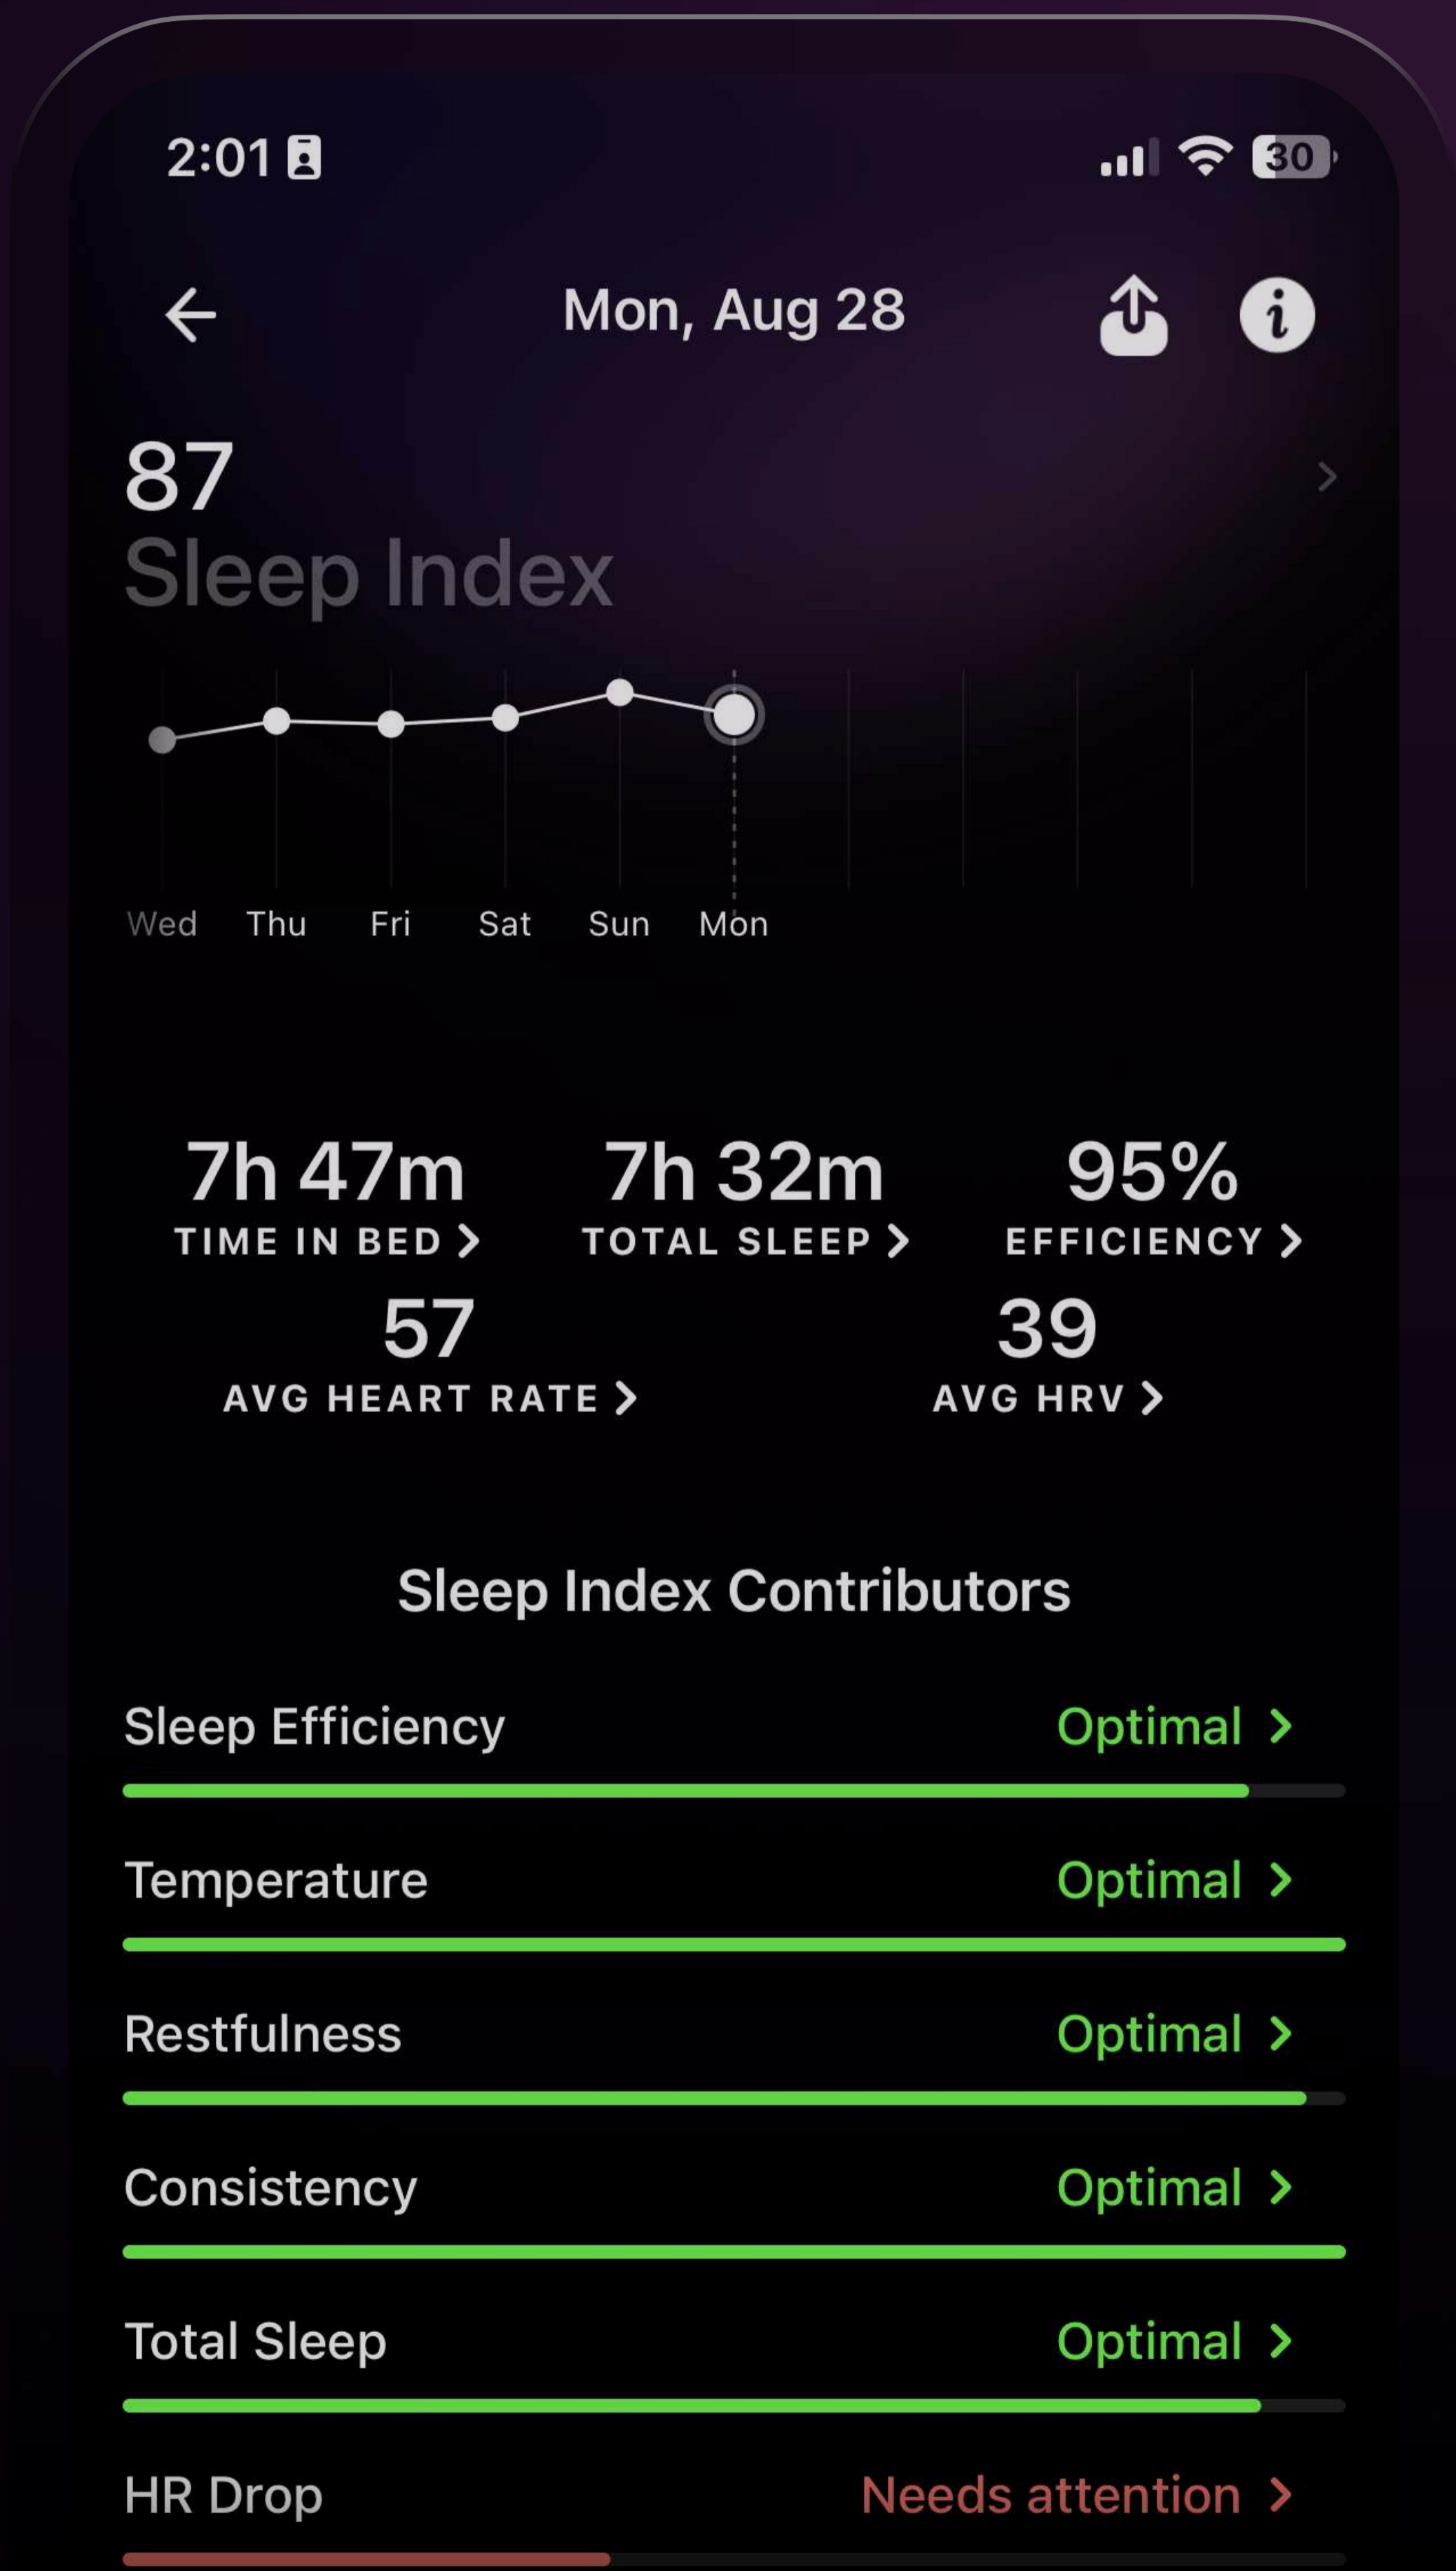 2:01 30
Mon, Aug 28
87
Sleep Index
Wed Thu Fri Sat Sun Mon
7h 47m 7h 32m 95%
TIME IN BED TOTAL SLEEP EFFICIENCY
57 39
AVG HEART RATE AVG HRV
Sleep Index Contributors
Sleep Efficiency Optimal
Temperature Optimal
Restfulness Optimal
Consistency Optimal
Total Sleep Optimal
HR Drop Needs attention